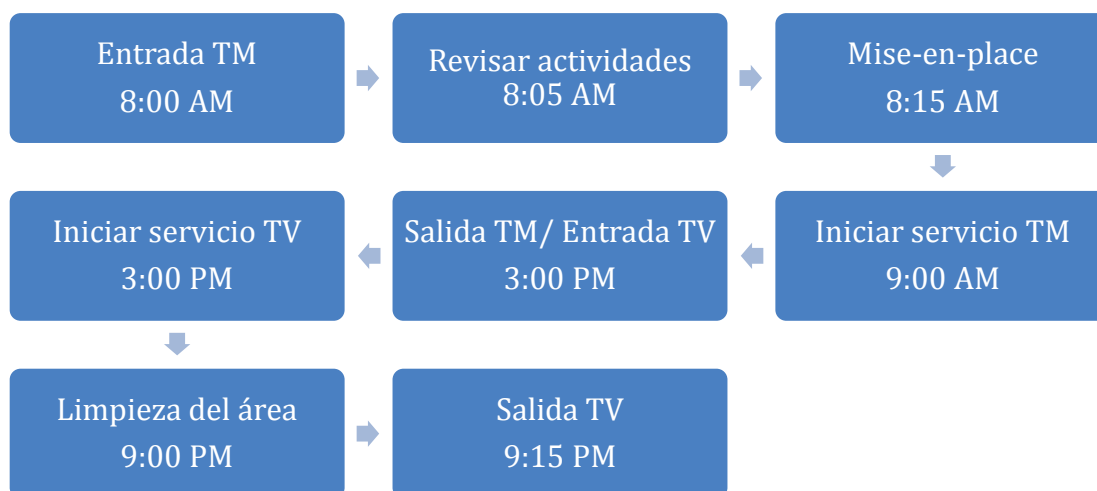 Entrada TM
8:00 AM
Revisar actividades
8:05 AM
Mise-en-place
8:15 AM
Iniciar servicio TM
9:00 AM
Salida TM/ Entrada TV
3:00 PM
Iniciar servicio TV
3:00 PM
Limpieza del área
9:00 PM
Salida TV
9:15 PM